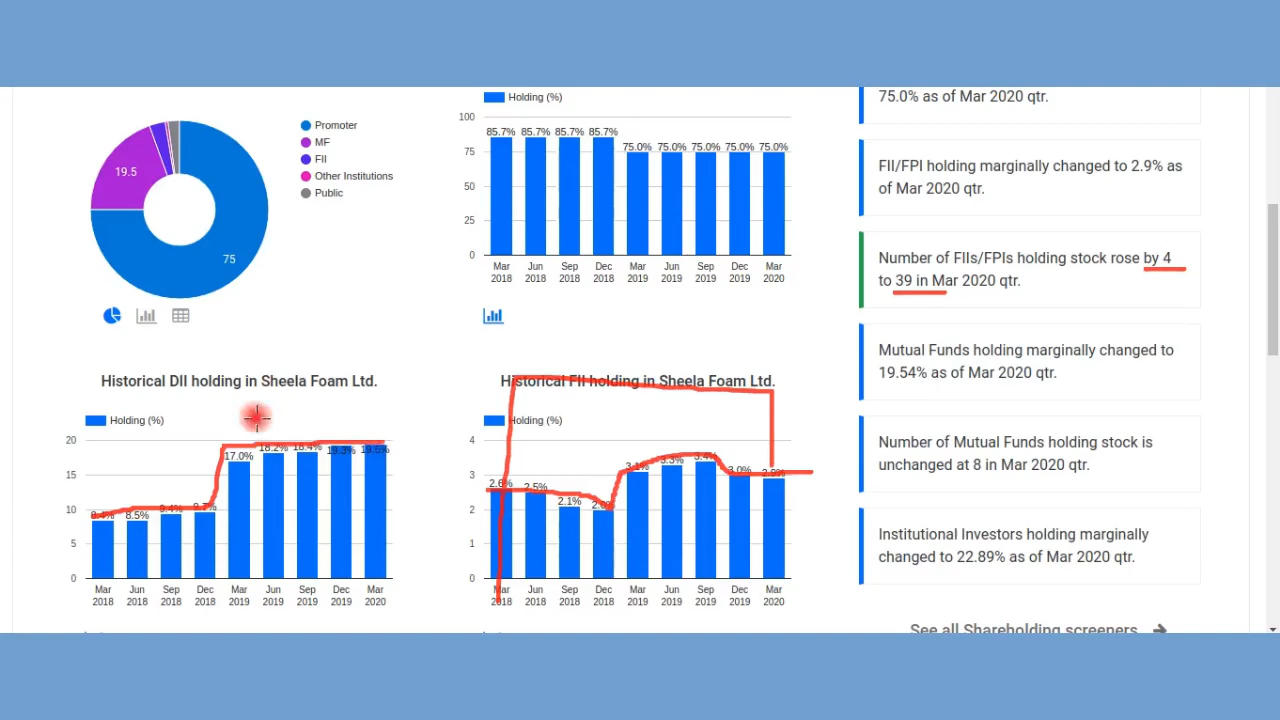 Promoter
MF
FII
Other Institutions
Public
19.5
75
Holding (%)
100
75
50
25
0
85.7% 85.7% 85.7% 85.7% 75.0% 75.0% 75.0% 75.0% 75.0%
Mar Jun Sep Dec Mar Jun Sep Dec Mar
2018 2018 2018 2018 2019 2019 2019 2019 2020
Historical DII holding in Sheela Foam Ltd.
Holding (%)
20
15
10
5
0
8.4% 8.5% 9.4% 9.7% 17.0% 18.2% 18.4% 19.3% 19.6%
Mar Jun Sep Dec Mar Jun Sep Dec Mar
2018 2018 2018 2018 2019 2019 2019 2019 2020
Historical FII holding in Sheela Foam Ltd.
Holding (%)
4
3
2
1
0
2.6% 2.5% 2.1% 3.1% 3.3% 3.4% 3.0% 2.9%
Mar Jun Sep Dec Mar Jun Sep Dec Mar
2018 2018 2018 2018 2019 2019 2019 2019 2020
75.0% as of Mar 2020 qtr.
FII/FPI holding marginally changed to 2.9% as
of Mar 2020 qtr.
Number of FIIs/FPIs holding stock rose by 4
to 39 in Mar 2020 qtr.
Mutual Funds holding marginally changed to
19.54% as of Mar 2020 qtr.
Number of Mutual Funds holding stock is
unchanged at 8 in Mar 2020 qtr.
Institutional Investors holding marginally
changed to 22.89% as of Mar 2020 qtr.
See all Shareholding screeners